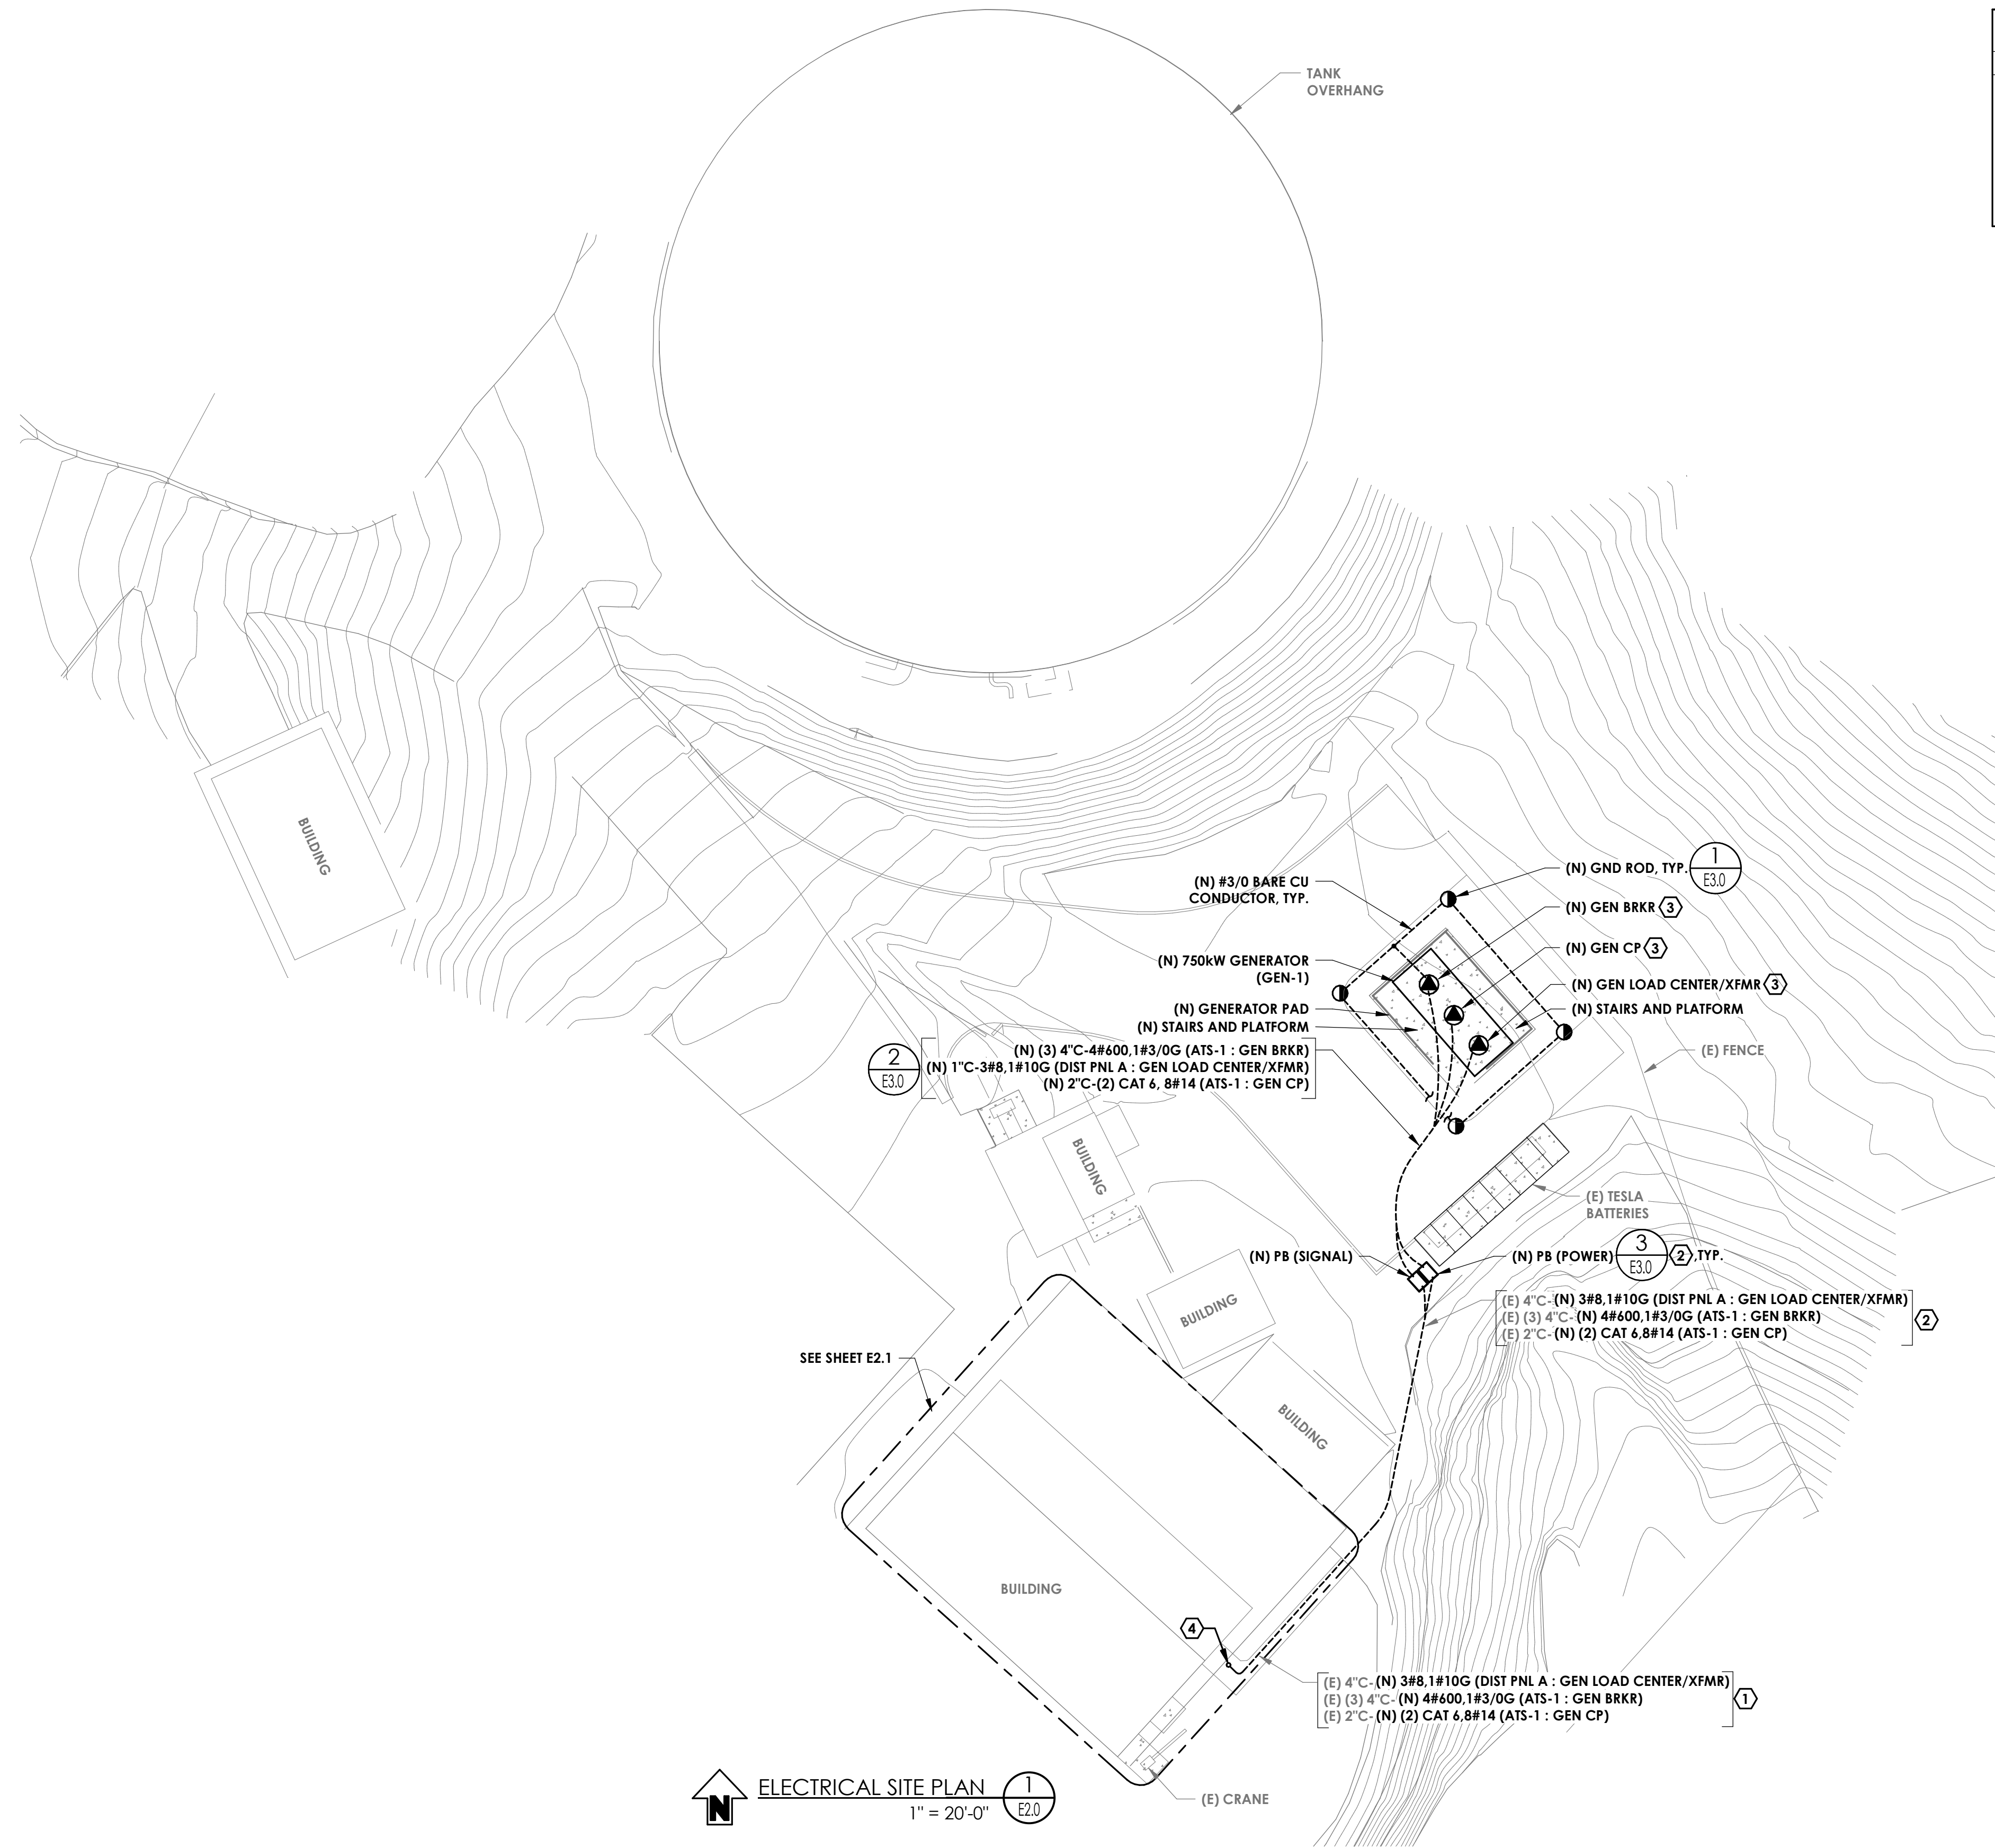 TANK
OVERHANG
BUILDING
(N) GND ROD, TYP.
1
E3.0
(N) #3/0 BARE CU
CONDUCTOR, TYP.
(N) GEN BRKR 3
(N) GEN CP 3
(N) 750kW GENERATOR
(GEN-1)
(N) GEN LOAD CENTER/XFMR 3
(N) GENERATOR PAD
(N) STAIRS AND PLATFORM
(N) STAIRS AND PLATFORM
(E) FENCE
2
E3.0
(N) (3) 4"C-4#600,1#3/0G (ATS-1 : GEN BRKR)
(N) 1"C-3#8,1#10G (DIST PNL A : GEN LOAD CENTER/XFMR)
(N) 2"C-(2) CAT 6, 8#14 (ATS-1 : GEN CP)
BUILDING
(E) TESLA
BATTERIES
(N) PB (SIGNAL)
(N) PB (POWER)
3
E3.0
2 ,TYP.
BUILDING
(E) 4"C-(N) 3#8,1#10G (DIST PNL A : GEN LOAD CENTER/XFMR)
(E) (3) 4"C-(N) 4#600,1#3/0G (ATS-1 : GEN BRKR)
(E) 2"C-(N) (2) CAT 6,8#14 (ATS-1 : GEN CP)
2
SEE SHEET E2.1
BUILDING
BUILDING
4
(E) 4"C-(N) 3#8,1#10G (DIST PNL A : GEN LOAD CENTER/XFMR)
(E) (3) 4"C-(N) 4#600,1#3/0G (ATS-1 : GEN BRKR)
(E) 2"C-(N) (2) CAT 6,8#14 (ATS-1 : GEN CP)
1
(E) CRANE
N
ELECTRICAL SITE PLAN
1" = 20'-0"
1
E2.0